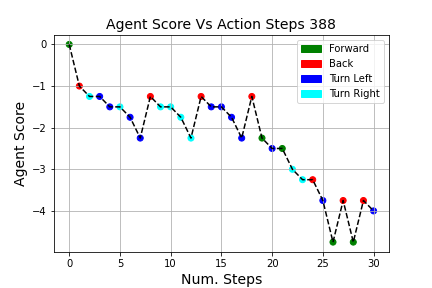 Agent Score Vs Action Steps 388
Agent Score
0
−1
−2
−3
−4
Forward
Back
Turn Left
Turn Right
0 5 10 15 20 25 30
Num. Steps